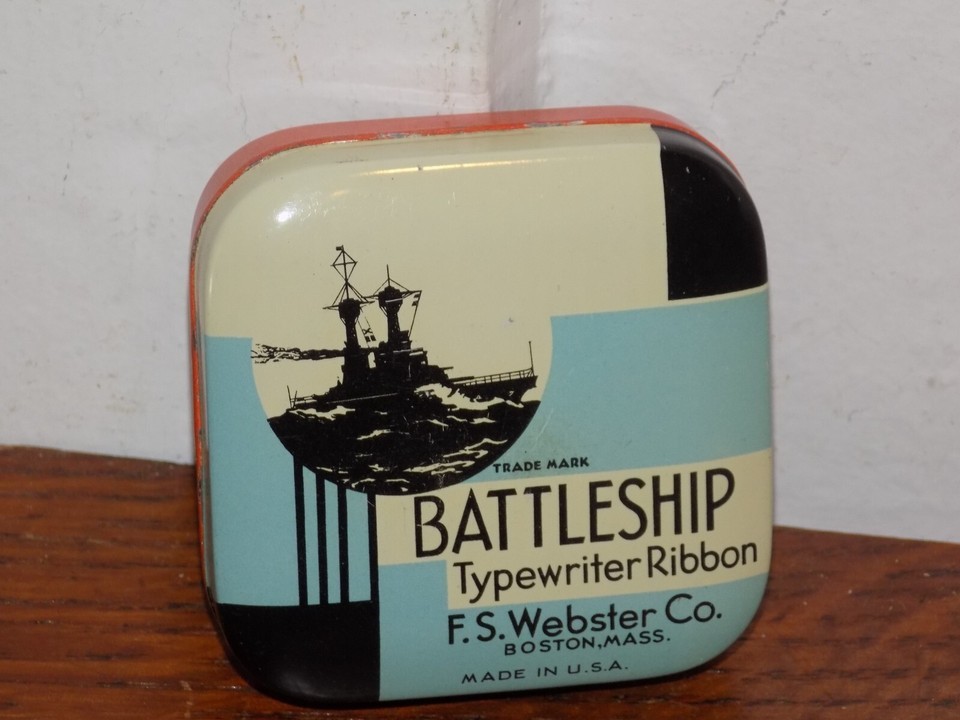 TRADE MARK
BATTLESHIP
Typewriter Ribbon
F.S. Webster Co.
BOSTON, MASS.
MADE IN U.S.A.